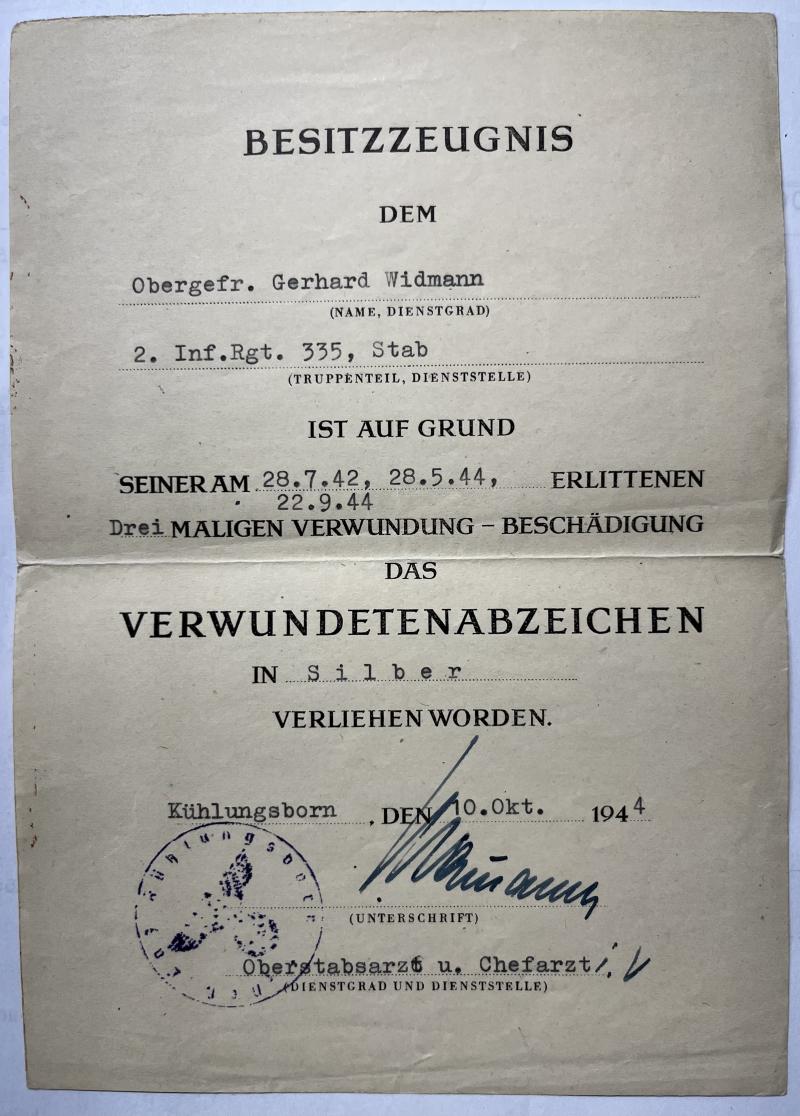 BESITZZEUGNIS
DEM
Obergefr. Gerhard Widmann
(NAME, DIENSTGRAD)
2. Inf.Rgt. 335, Stab
(TRUPPENTEIL, DIENSTSTELLE)
IST AUF GRUND
SEINER AM 28.7.42, 28.5.44, ERLITTENEN
22.9.44
Drei MALIGEN VERWUNDUNG – BESCHÄDIGUNG
DAS
VERWUNDETENABZEICHEN
IN Silber
VERLIEHEN WORDEN.
Kühlungsborn, DEN 10.Okt. 1944
Kühlungsborn
(UNTERSCHRIFT)
Oberstabsarzt u. Chefarzt i.V
(DIENSTGRAD UND DIENSTSTELLE)